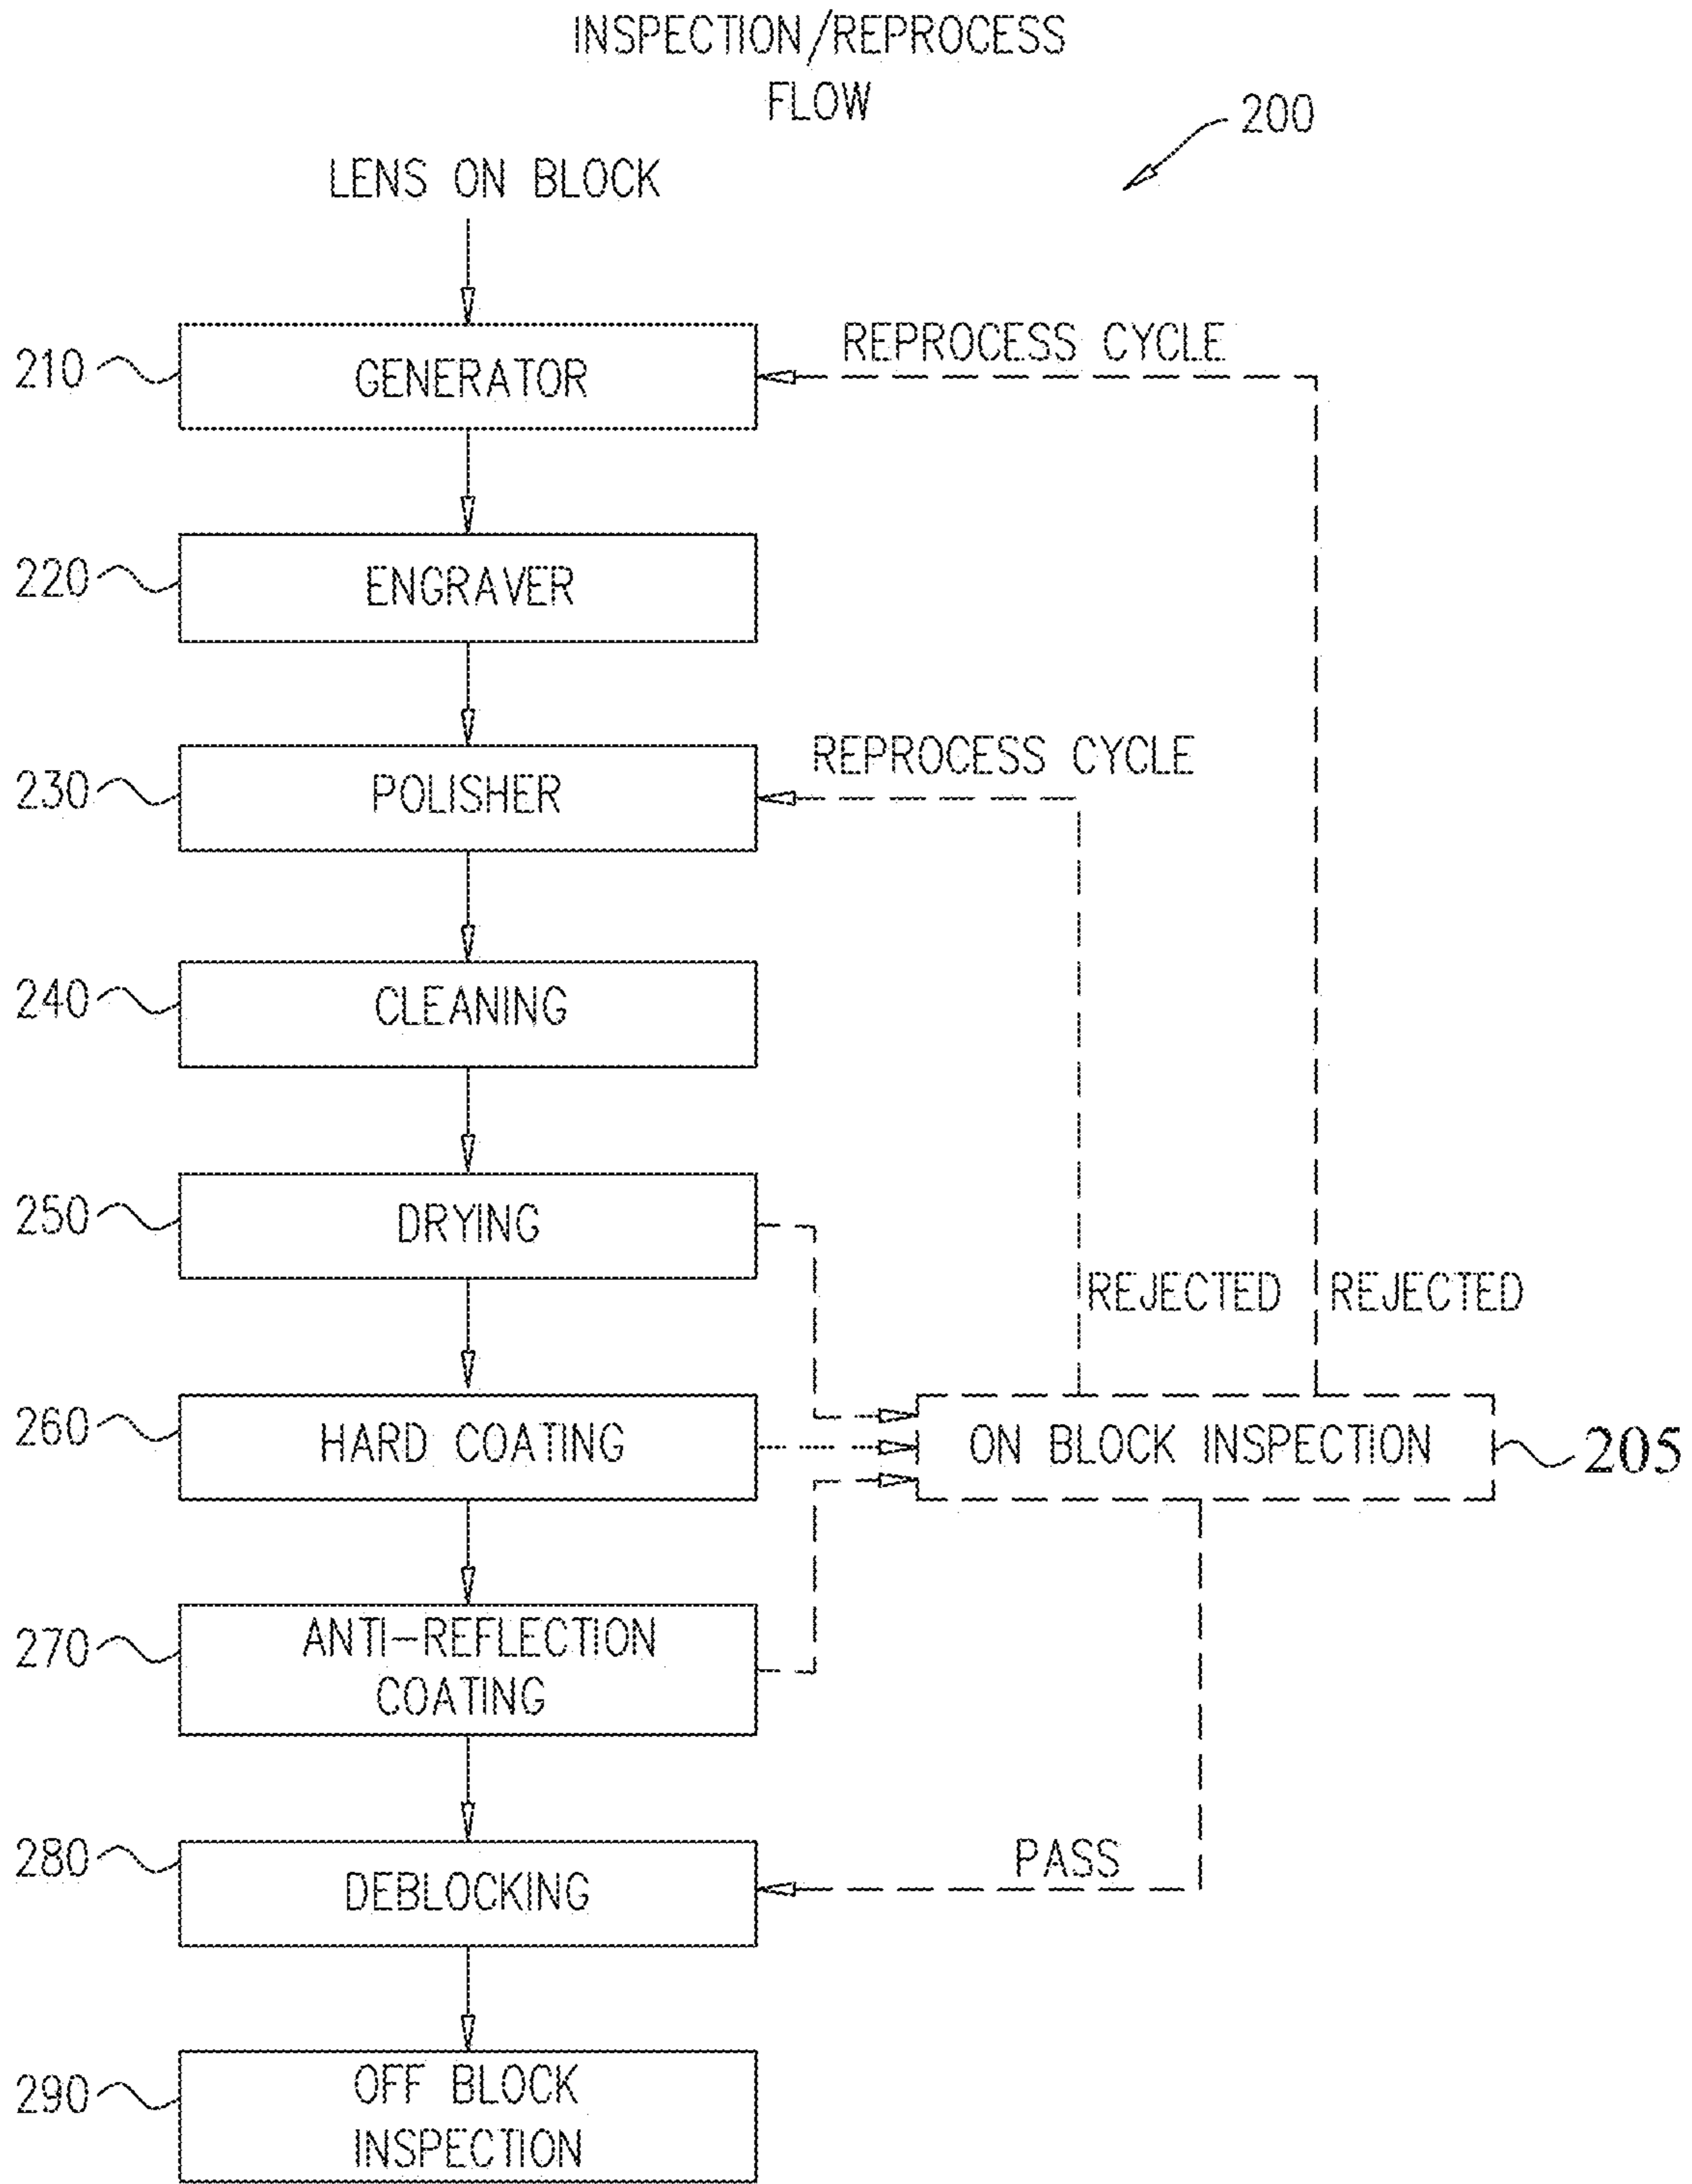 INSPECTION/REPROCESS
FLOW
200
LENS ON BLOCK
REPROCESS CYCLE
210
GENERATOR
220
ENGRAVER
REPROCESS CYCLE
230
POLISHER
240
CLEANING
250
DRYING
REJECTED
REJECTED
260
HARD COATING
ON BLOCK INSPECTION
205
270
ANTI-REFLECTION
COATING
280
DEBLOCKING
PASS
290
OFF BLOCK
INSPECTION